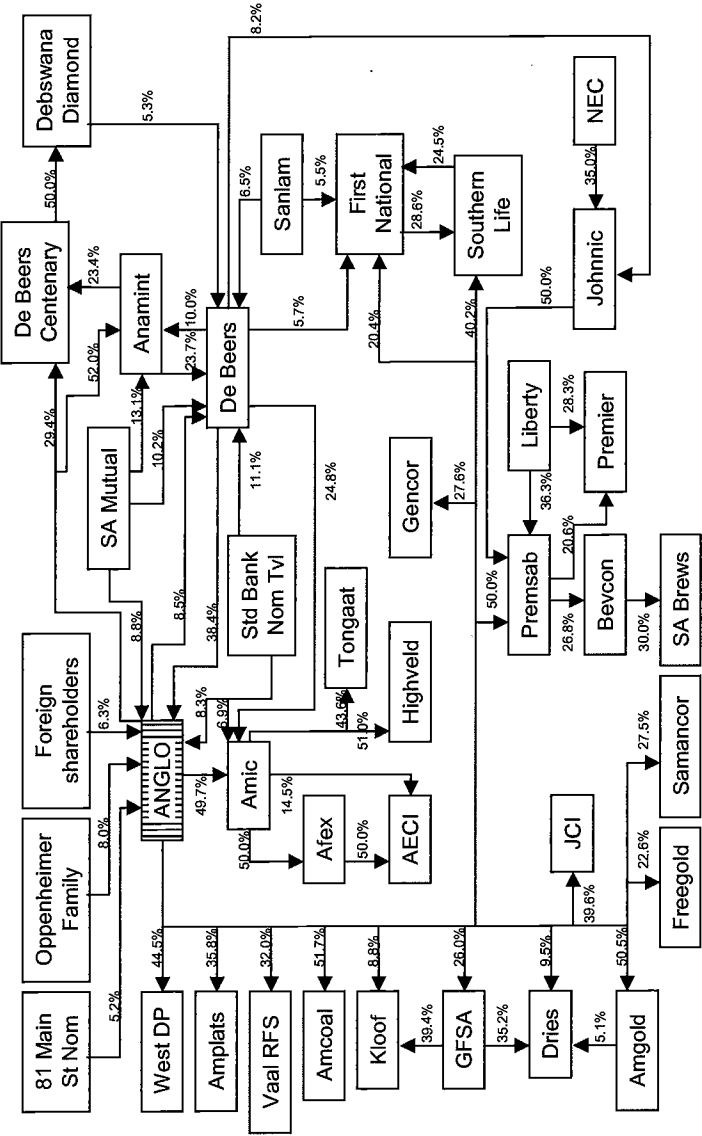 81 Main
St Nom
Oppenheimer
Family
Foreign
shareholders
SA Mutual
De Beers
Centenary
Debswana
Diamond
5.2%
8.0%
6.3%
8.8%
29.4%
52.0%
23.4%
50.0%
5.3%
8.2%
ANGLO
Anamint
13.1%
10.2%
8.5%
38.4%
23.7%
10.0%
De Beers
6.5%
Sanlam
5.5%
11.1%
24.8%
5.7%
Std Bank
Nom Tvl
8.3%
6.9%
49.7%
Amic
14.5%
50.0%
Afex
50.0%
AECI
43.6%
Tongaat
51.0%
Highveld
First
National
28.6%
24.5%
Southern
Life
20.4%
40.2%
Gencor
27.6%
NEC
35.0%
Johnnic
50.0%
50.0%
Premsab
36.3%
Liberty
28.3%
Premier
20.6%
26.8%
Bevcon
30.0%
SA Brews
44.5%
West DP
35.8%
Amplats
32.0%
Vaal RFS
51.7%
Amcoal
8.8%
Kloof
39.4%
26.0%
GFSA
35.2%
9.5%
Dries
5.1%
50.5%
Amgold
39.6%
JCI
22.6%
Freegold
27.5%
Samancor